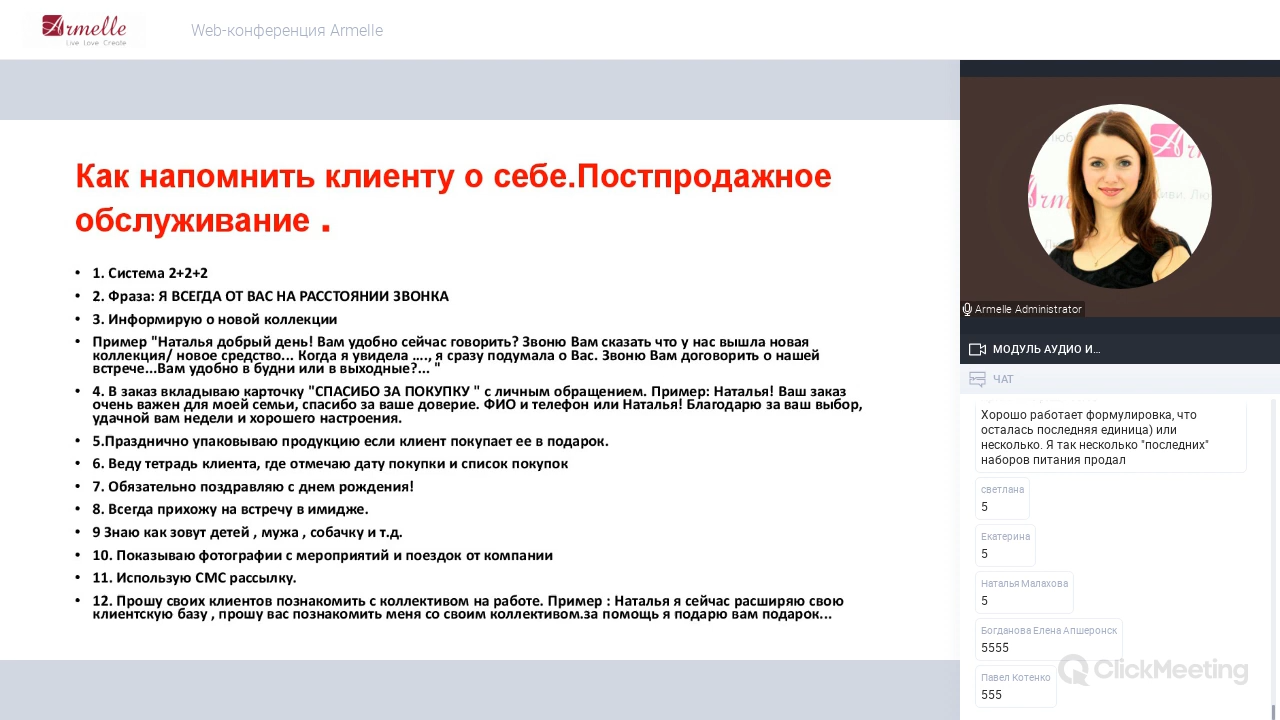 Armelle
Live Love Create
Web-конференция Armelle
Как напомнить клиенту о себе.Постпродажное
обслуживание .
• 1. Система 2+2+2
• 2. Фраза: Я ВСЕГДА ОТ ВАС НА РАССТОЯНИИ ЗВОНКА
• 3. Информирую о новой коллекции
• Пример "Наталья добрый день! Вам удобно сейчас говорить? Звоню Вам сказать что у нас вышла новая
коллекция/ новое средство... Когда я увидела ...., я сразу подумала о Вас. Звоню Вам договорить о нашей
встрече...Вам удобно в будни или в выходные?... "
• 4. В заказ вкладываю карточку "СПАСИБО ЗА ПОКУПКУ " с личным обращением. Пример: Наталья! Ваш заказ
очень важен для моей семьи, спасибо за ваше доверие. ФИО и телефон или Наталья! Благодарю за ваш выбор,
удачной вам недели и хорошего настроения.
• 5.Празднично упаковываю продукцию если клиент покупает ее в подарок.
• 6. Веду тетрадь клиента, где отмечаю дату покупки и список покупок
• 7. Обязательно поздравляю с днем рождения!
• 8. Всегда прихожу на встречу в имидже.
• 9 Знаю как зовут детей , мужа , собачку и т.д.
• 10. Показываю фотографии с мероприятий и поездок от компании
• 11. Использую СМС рассылку.
• 12. Прошу своих клиентов познакомить с коллективом на работе. Пример : Наталья я сейчас расширяю свою
клиентскую базу , прошу вас познакомить меня со своим коллективом.за помощь я подарю вам подарок...
Armelle Administrator
МОДУЛЬ АУДИО И...
ЧАТ
Хорошо работает формулировка, что
осталась последняя единица) или
несколько. Я так несколько "последних"
наборов питания продал
светлана
5
Екатерина
5
Наталья Малахова
5
Богданова Елена Апшеронск
5555
Павел Котенко
555
ClickMeeting